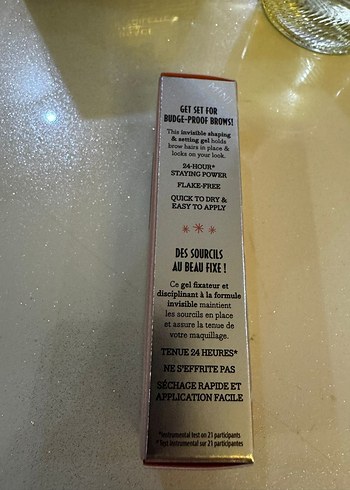 GET SET FOR
BUDGE-PROOF BROWS!
This invisible shaping
& setting gel holds
brow hairs in place &
locks on your look.
24-HOUR*
STAYING POWER
FLAKE-FREE
QUICK TO DRY &
EASY TO APPLY
DES SOURCILS
AU BEAU FIXE !
Ce gel fixateur et
disciplinant à la formule
invisible maintient
les sourcils en place
et assure la tenue de
votre maquillage.
TENUE 24 HEURES*
NE S'EFFRITE PAS
SÉCHAGE RAPIDE ET
APPLICATION FACILE
*Instrumental test on 21 participants
*Test instrumental sur 21 participantes